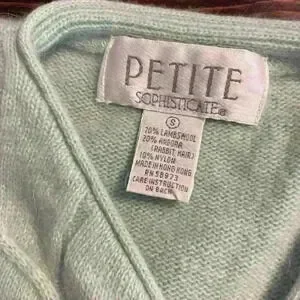 PETITE
SOPHISTICATE®
S
70% LAMBSWOOL
20% ANGORA
(RABBIT HAIR)
10% NYLON
MADE IN HONG KONG
RN 58973
CARE INSTRUCTION
ON BACK